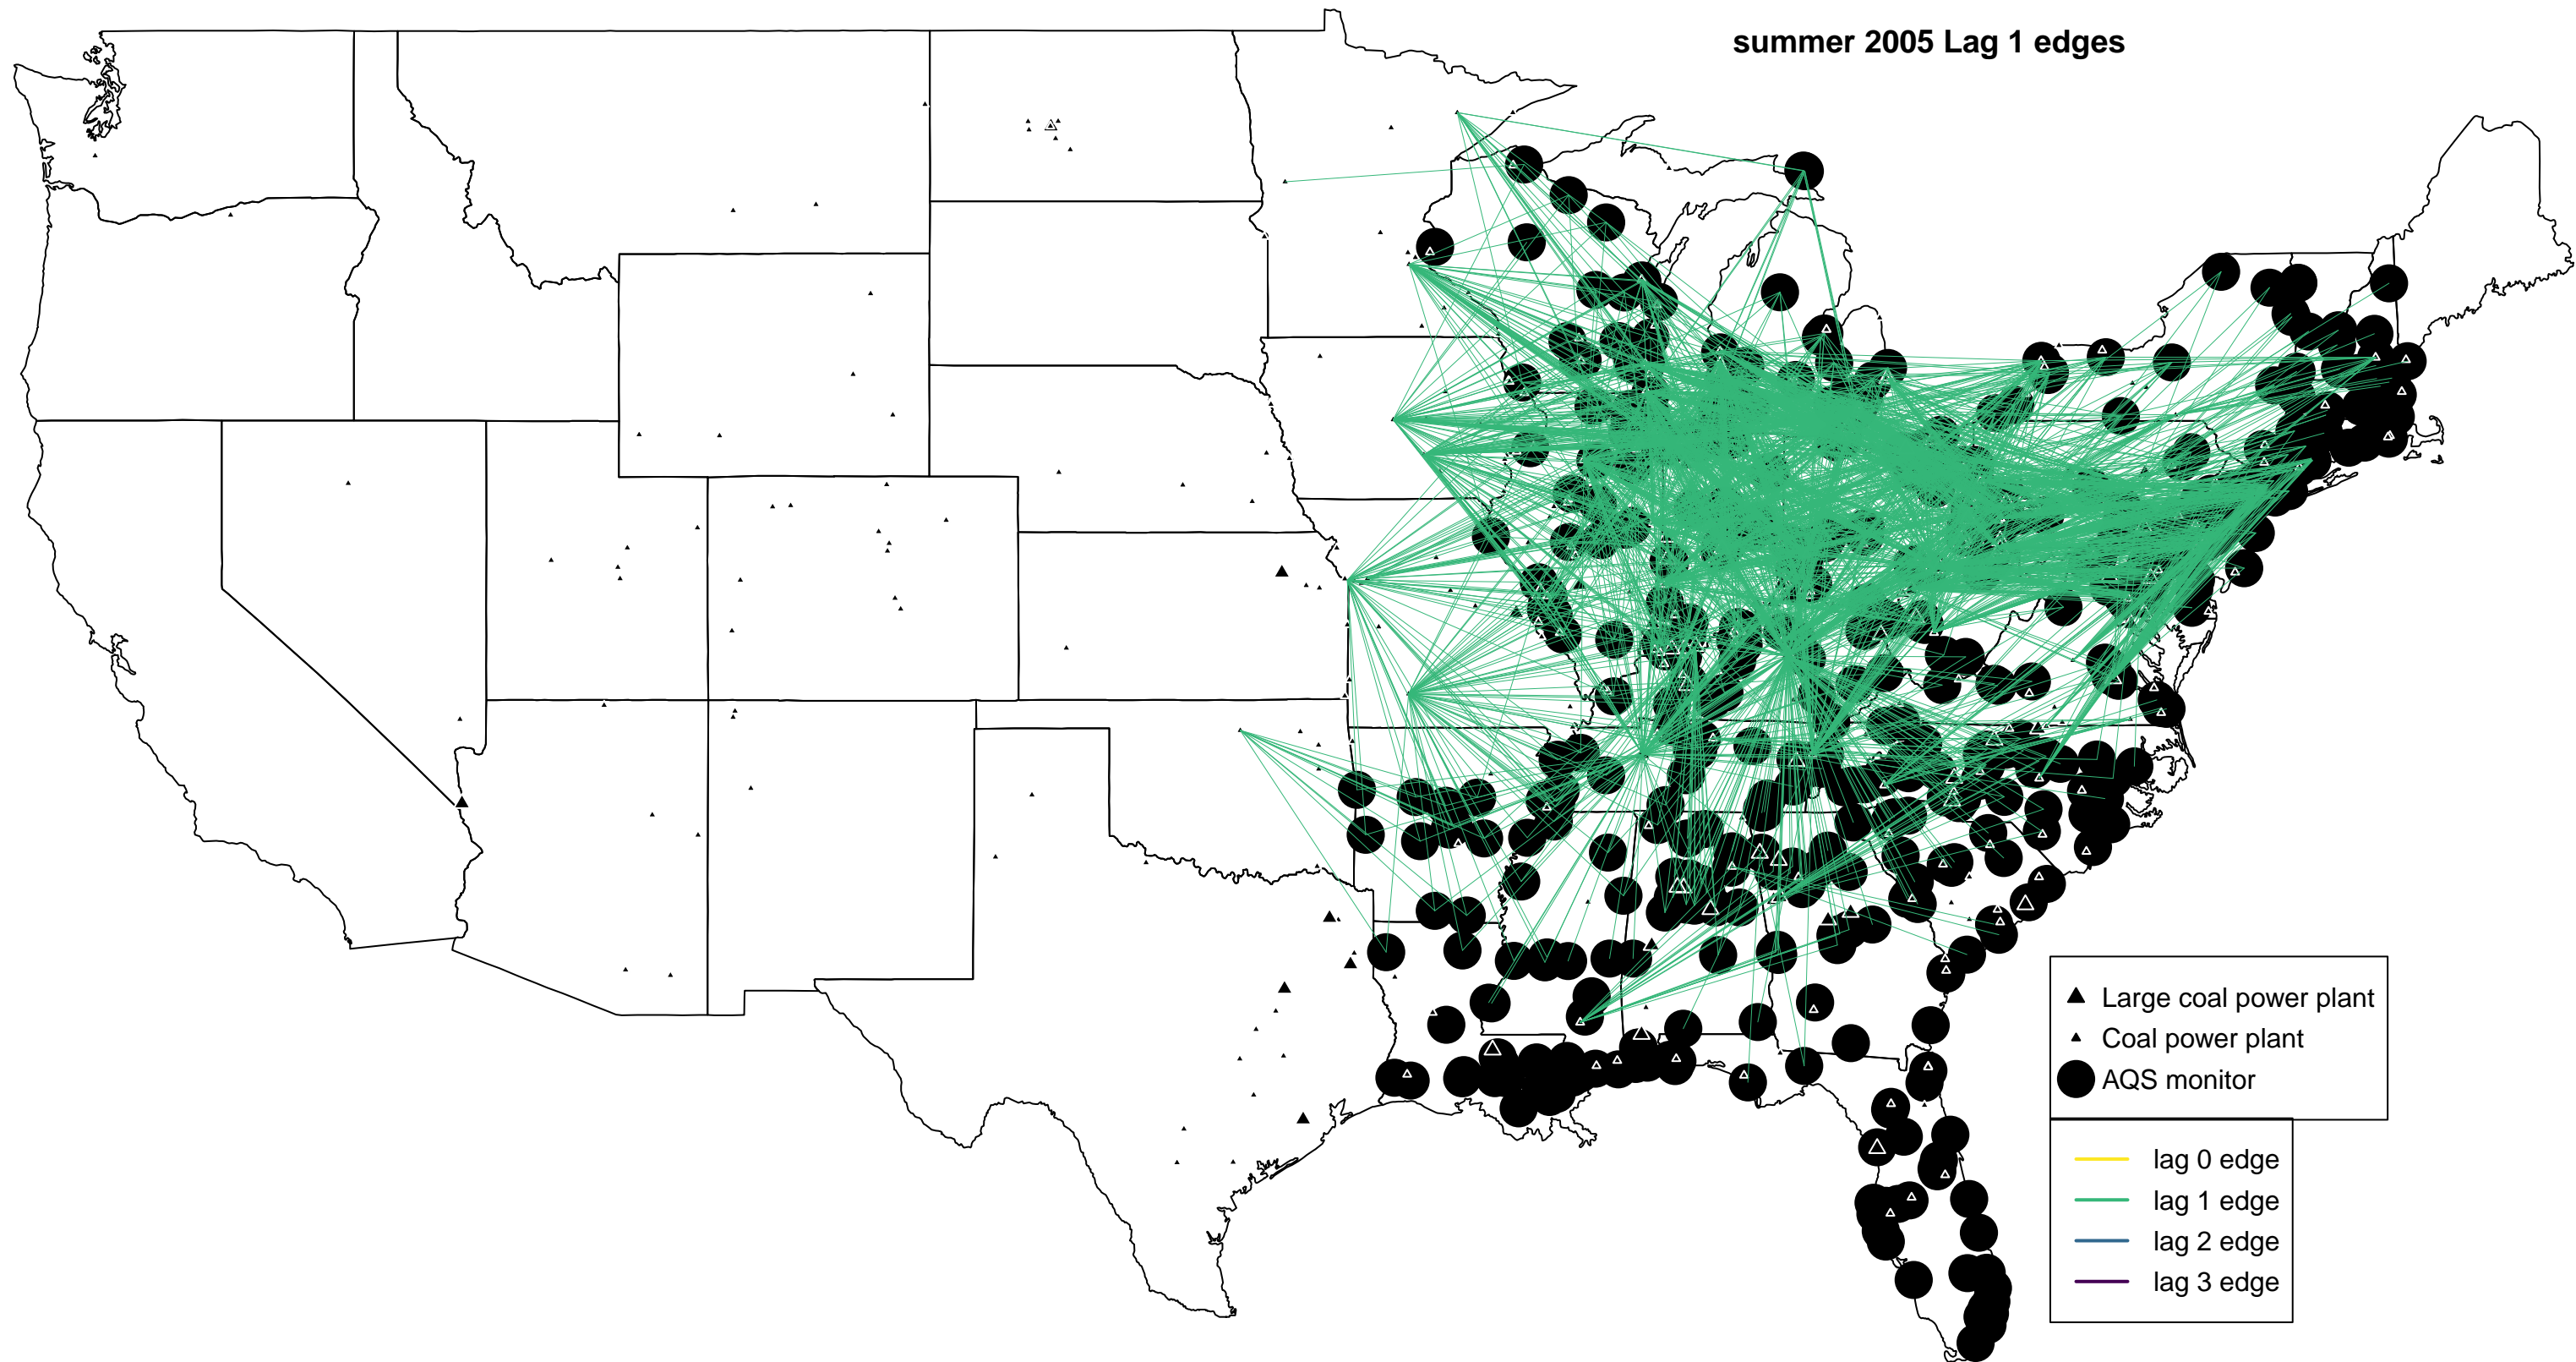 summer 2005 Lag 1 edges
Large coal power plant
Coal power plant
AQS monitor
lag 0 edge
lag 1 edge
lag 2 edge
lag 3 edge